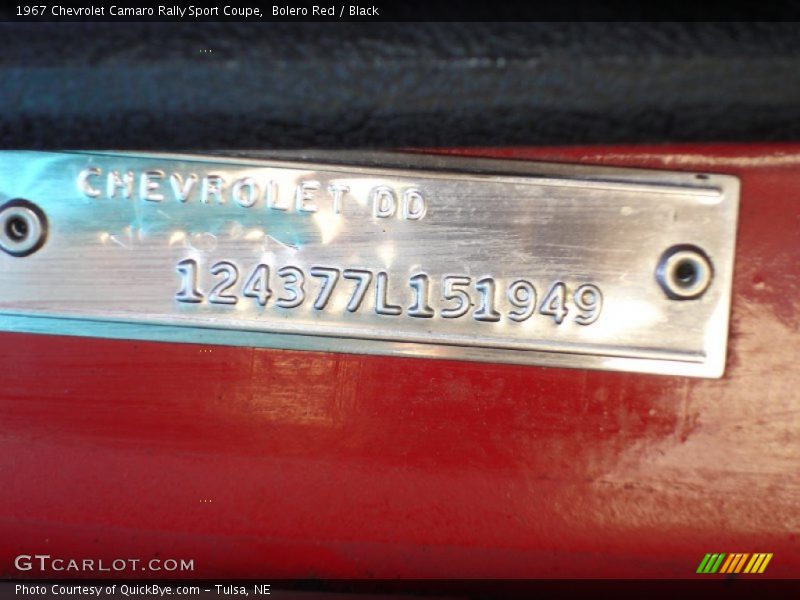 1967 Chevrolet Camaro Rally Sport Coupe, Bolero Red / Black
CHEVROLET DD
124377L151949
GTCARLOT.COM
Photo Courtesy of QuickBye.com – Tulsa, NE